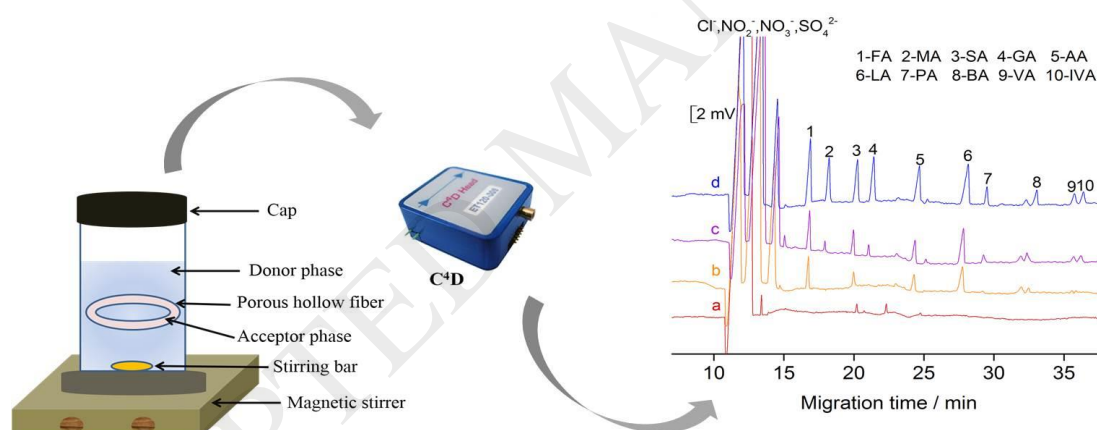 Cap
Donor phase
Porous hollow fiber
Acceptor phase
Stirring bar
Magnetic stirrer
C⁴D Head
ET120-
C⁴D
Cl⁻,NO₂⁻,NO₃⁻,SO₄²⁻
1-FA 2-MA 3-SA 4-GA 5-AA
6-LA 7-PA 8-BA 9-VA 10-IVA
2 mV
1 2 3 4 5 6 7 8 9 10
d
c
b
a
10 15 20 25 30 35
Migration time / min